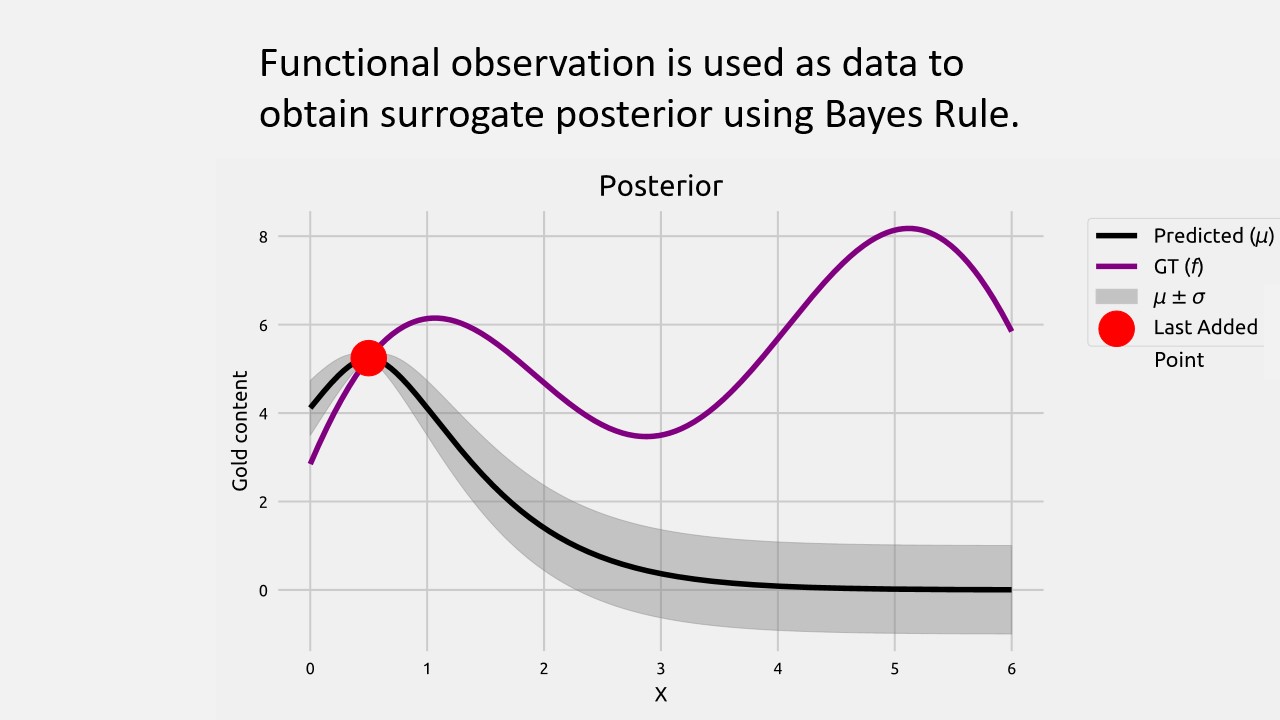 Functional observation is used as data to
obtain surrogate posterior using Bayes Rule.
Posterior
Predicted (μ)
GT (f)
μ ± σ
Last Added
Point
Gold content
8
6
4
2
0
0 1 2 3 4 5 6
X